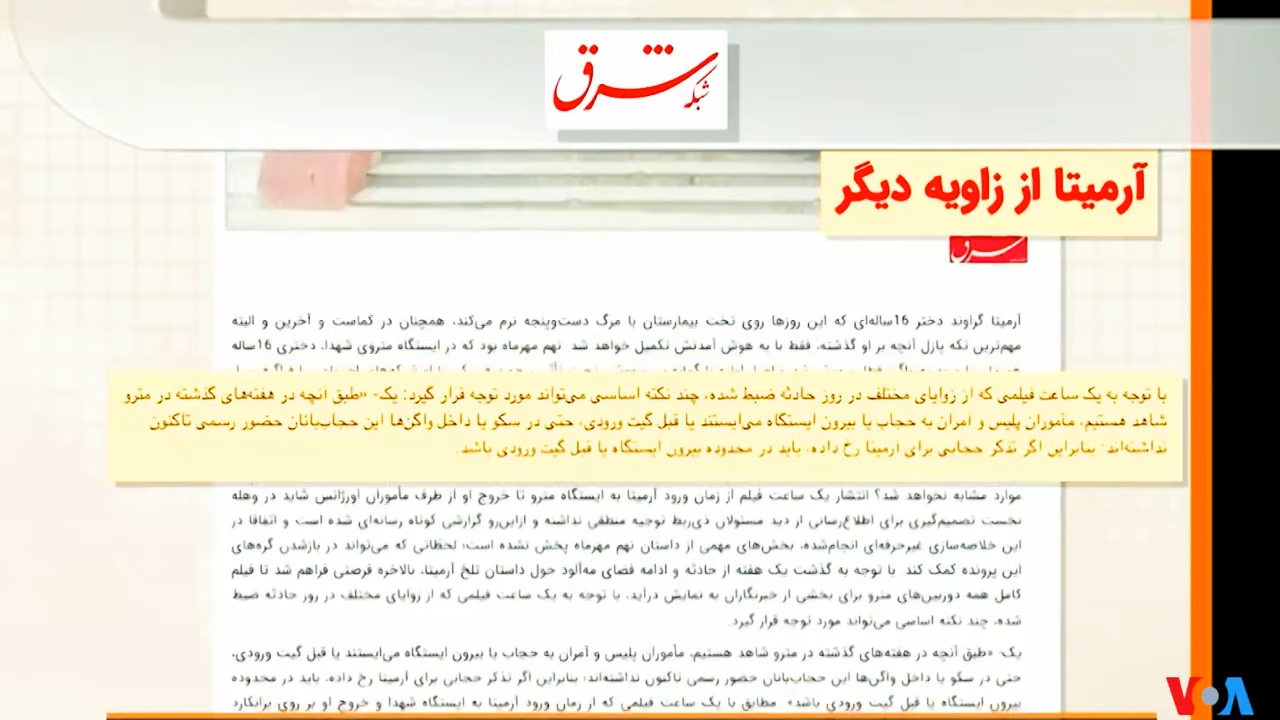 شبکه شرق
آرمیتا از زاویه دیگر
شرق
آرمیتا گراوند دختر 16ساله‌ای که این روزها روی تخت بیمارستان با مرگ دست‌وپنجه نرم می‌کند، همچنان در کماست و آخرین و البته
مهم‌ترین تکه پازل آنچه بر او گذشته، فقط با به هوش آمدنش تکمیل خواهد شد. نهم مهرماه بود که در ایستگاه متروی شهدا، دختری 16ساله
با توجه به یک ساعت فیلمی که از زوایای مختلف در روز حادثه ضبط شده، چند نکته اساسی می‌تواند مورد توجه قرار گیرد: یک- «طبق آنچه در هفته‌های گذشته در مترو
شاهد هستیم، مأموران پلیس و آمران به حجاب یا بیرون ایستگاه می‌ایستند یا قبل گیت ورودی، حتی در سکو یا داخل واگن‌ها این حجاب‌بانان حضور رسمی تاکنون
نداشته‌اند؛ بنابراین اگر تذکر حجابی برای آرمیتا رخ داده، باید در محدوده بیرون ایستگاه یا قبل گیت ورودی باشد.
موارد مشابه نخواهد شد؟ انتشار یک ساعت فیلم از زمان ورود آرمیتا به ایستگاه مترو تا خروج او از طرف مأموران اورژانس شاید در وهله
نخست تصمیم‌گیری برای اطلاع‌رسانی از دید مسئولان ذی‌ربط توجیه منطقی نداشته و ازاین‌رو گزارشی کوتاه رسانه‌ای شده است و اتفاقا در
این خلاصه‌سازی غیرحرفه‌ای انجام‌شده، بخش‌های مهمی از داستان نهم مهرماه پخش نشده است؛ لحظاتی که می‌تواند در بازشدن گره‌های
این پرونده کمک کند. با توجه به گذشت یک هفته از حادثه و ادامه فضای مه‌آلود حول داستان تلخ آرمیتا، بالاخره فرصتی فراهم شد تا فیلم
کامل همه دوربین‌های مترو برای بخشی از خبرنگاران به نمایش درآید، با توجه به یک ساعت فیلمی که از زوایای مختلف در روز حادثه ضبط
شده، چند نکته اساسی می‌تواند مورد توجه قرار گیرد.
یک- «طبق آنچه در هفته‌های گذشته در مترو شاهد هستیم، مأموران پلیس و آمران به حجاب یا بیرون ایستگاه می‌ایستند یا قبل گیت ورودی،
حتی در سکو یا داخل واگن‌ها این حجاب‌بانان حضور رسمی تاکنون نداشته‌اند؛ بنابراین اگر تذکر حجابی برای آرمیتا رخ داده، باید در محدوده
بیرون ایستگاه یا قبل گیت ورودی باشد». مطابق با یک ساعت فیلمی که از زمان ورود آرمیتا به ایستگاه شهدا و خروج او بر روی برانکارد
VOA